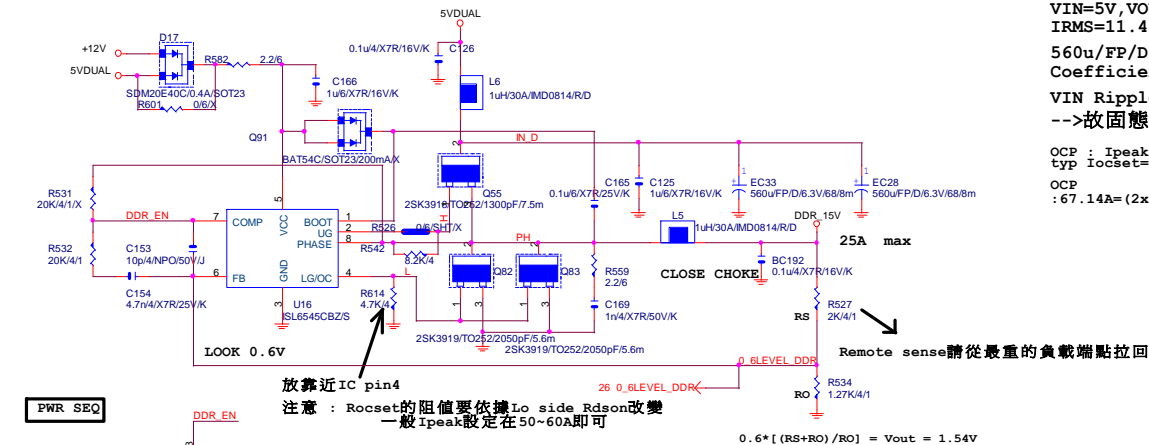 VIN=5V,VO
IRMS=11.4
560u/FP/D
Coefficie
VIN Rippl
-->故固態
OCP : Ipeak
typ Iocset=
OCP
:67.14A=(2x
5VDUAL
+12V
5VDUAL
D17
SDM20E40C/0.4A/SOT23
R601
0/6/X
R582
2.2/6
C166
1u/6/X7R/16V/K
0.1u/4/X7R/16V/K
C126
L6
1uH/30A/IMD0814/R/D
Q91
BAT54C/SOT23/200mA/X
IN_D
Q55
2SK3918/TO252/1300pF/7.5m
C165
0.1u/6/X7R/25V/K
C125
1u/6/X7R/16V/K
EC33
560u/FP/D/6.3V/68/8m
EC28
560u/FP/D/6.3V/68/8m
R531
20K/4/1/X
DDR_EN
R532
20K/4/1
C153
10p/4/NPO/50V/J
C154
4.7n/4/X7R/25V/K
5
7
COMP
VCC
BOOT
1
UG
2
PHASE
8
6
FB
GND
LG/OC
4
3
U16
ISL6545CBZ/S
R526
0/6/SHT/X
R542
8.2K/4
H
L
PH
R614
4.7K/4
Q82
Q83
2SK3919/TO252/2050pF/5.6m
2SK3919/TO252/2050pF/5.6m
R559
2.2/6
C169
1n/4/X7R/50V/K
L5
1uH/30A/IMD0814/R/D
CLOSE CHOKE
DDR_15V
25A max
BC192
0.1u/4/X7R/16V/K
R527
2K/4/1
RS
Remote sense請從最重的負載端點拉回
LOOK 0.6V
0_6LEVEL_DDR
26 0_6LEVEL_DDR
R534
1.27K/4/1
RO
放靠近IC pin4
注意 : Rocset的阻值要依據Lo side Rdson改變
一般Ipeak設定在50~60A即可
PWR SEQ
DDR_EN
0.6*[(RS+RO)/RO] = Vout = 1.54V